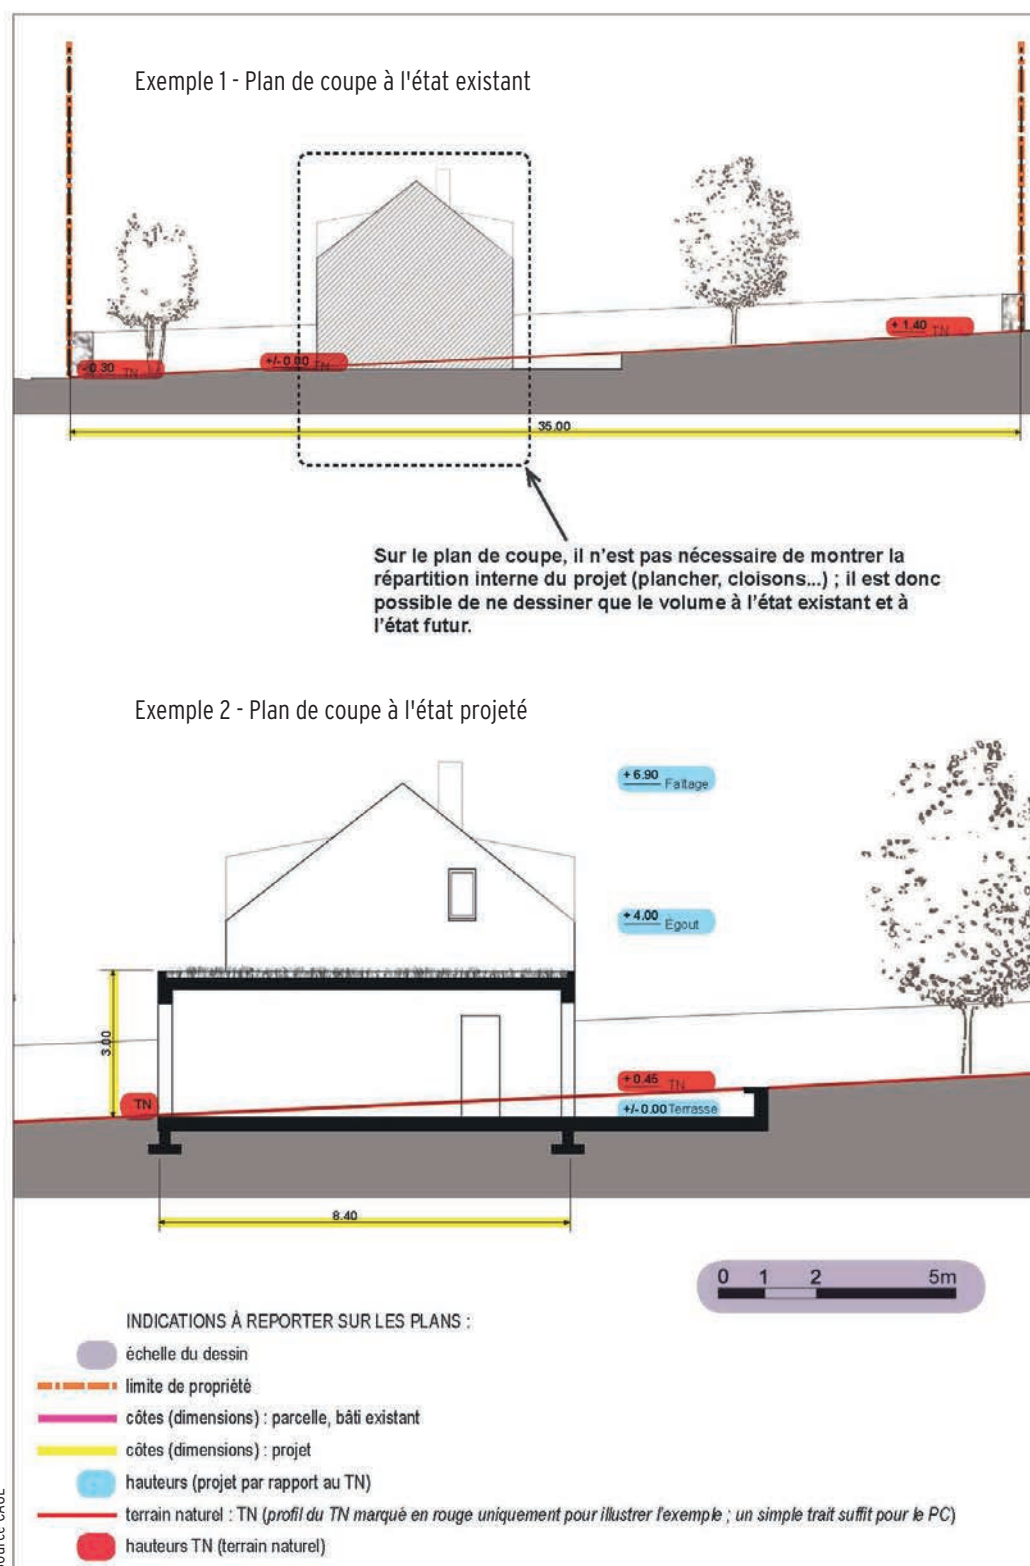 Exemple 1 - Plan de coupe à l'état existant
+ 1.40 TN
+/- 0.00 TN
-0.30 TN
35.00
Sur le plan de coupe, il n'est pas nécessaire de montrer la
répartition interne du projet (plancher, cloisons...) ; il est donc
possible de ne dessiner que le volume à l'état existant et à
l'état futur.
Exemple 2 - Plan de coupe à l'état projeté
+ 6.90 Faîtage
+ 4.00 Égout
3.00
+ 0.45 TN
TN
+/- 0.00 Terrasse
8.40
0 1 2 5m
INDICATIONS À REPORTER SUR LES PLANS :
échelle du dessin
limite de propriété
côtes (dimensions) : parcelle, bâti existant
côtes (dimensions) : projet
hauteurs (projet par rapport au TN)
terrain naturel : TN (profil du TN marqué en rouge uniquement pour illustrer l'exemple ; un simple trait suffit pour le PC)
hauteurs TN (terrain naturel)